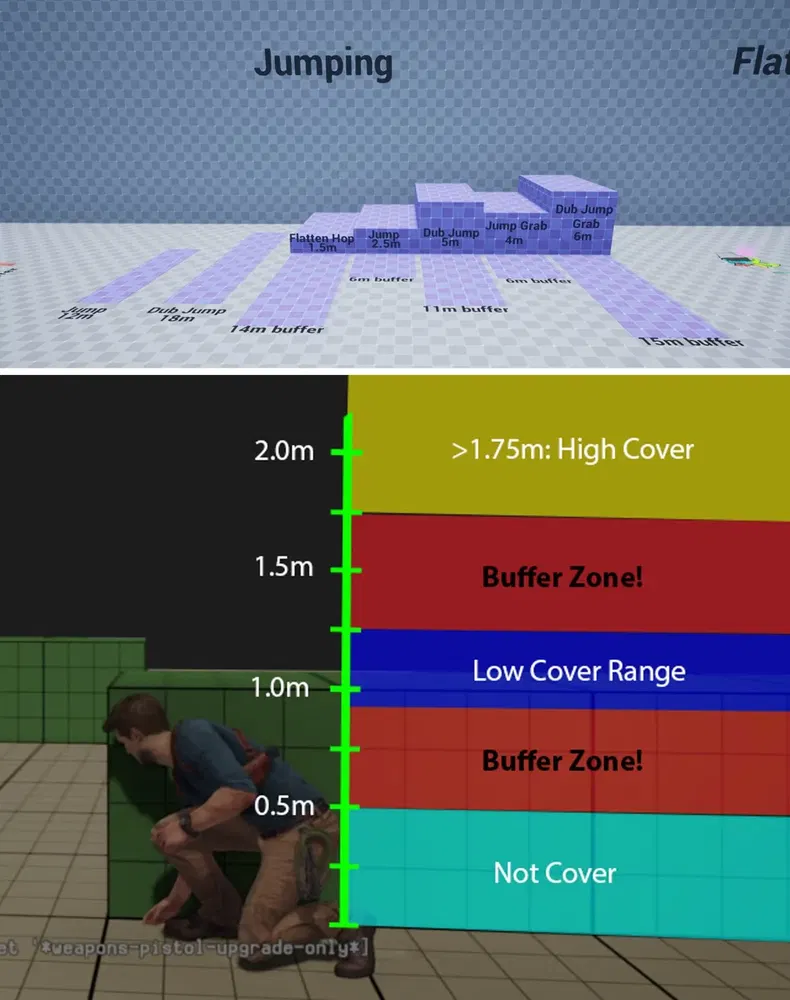 Jumping
Flat
Flatten Hop
1.5m
Jump
2.5m
Dub Jump
5m
Jump Grab
4m
Dub Jump
Grab
6m
6m buffer
6m buffer
Jump
12m
Dub Jump
18m
14m buffer
11m buffer
15m buffer
2.0m
>1.75m: High Cover
1.5m
Buffer Zone!
Low Cover Range
1.0m
Buffer Zone!
0.5m
Not Cover
et '*weapons-pistol-upgrade-only*]